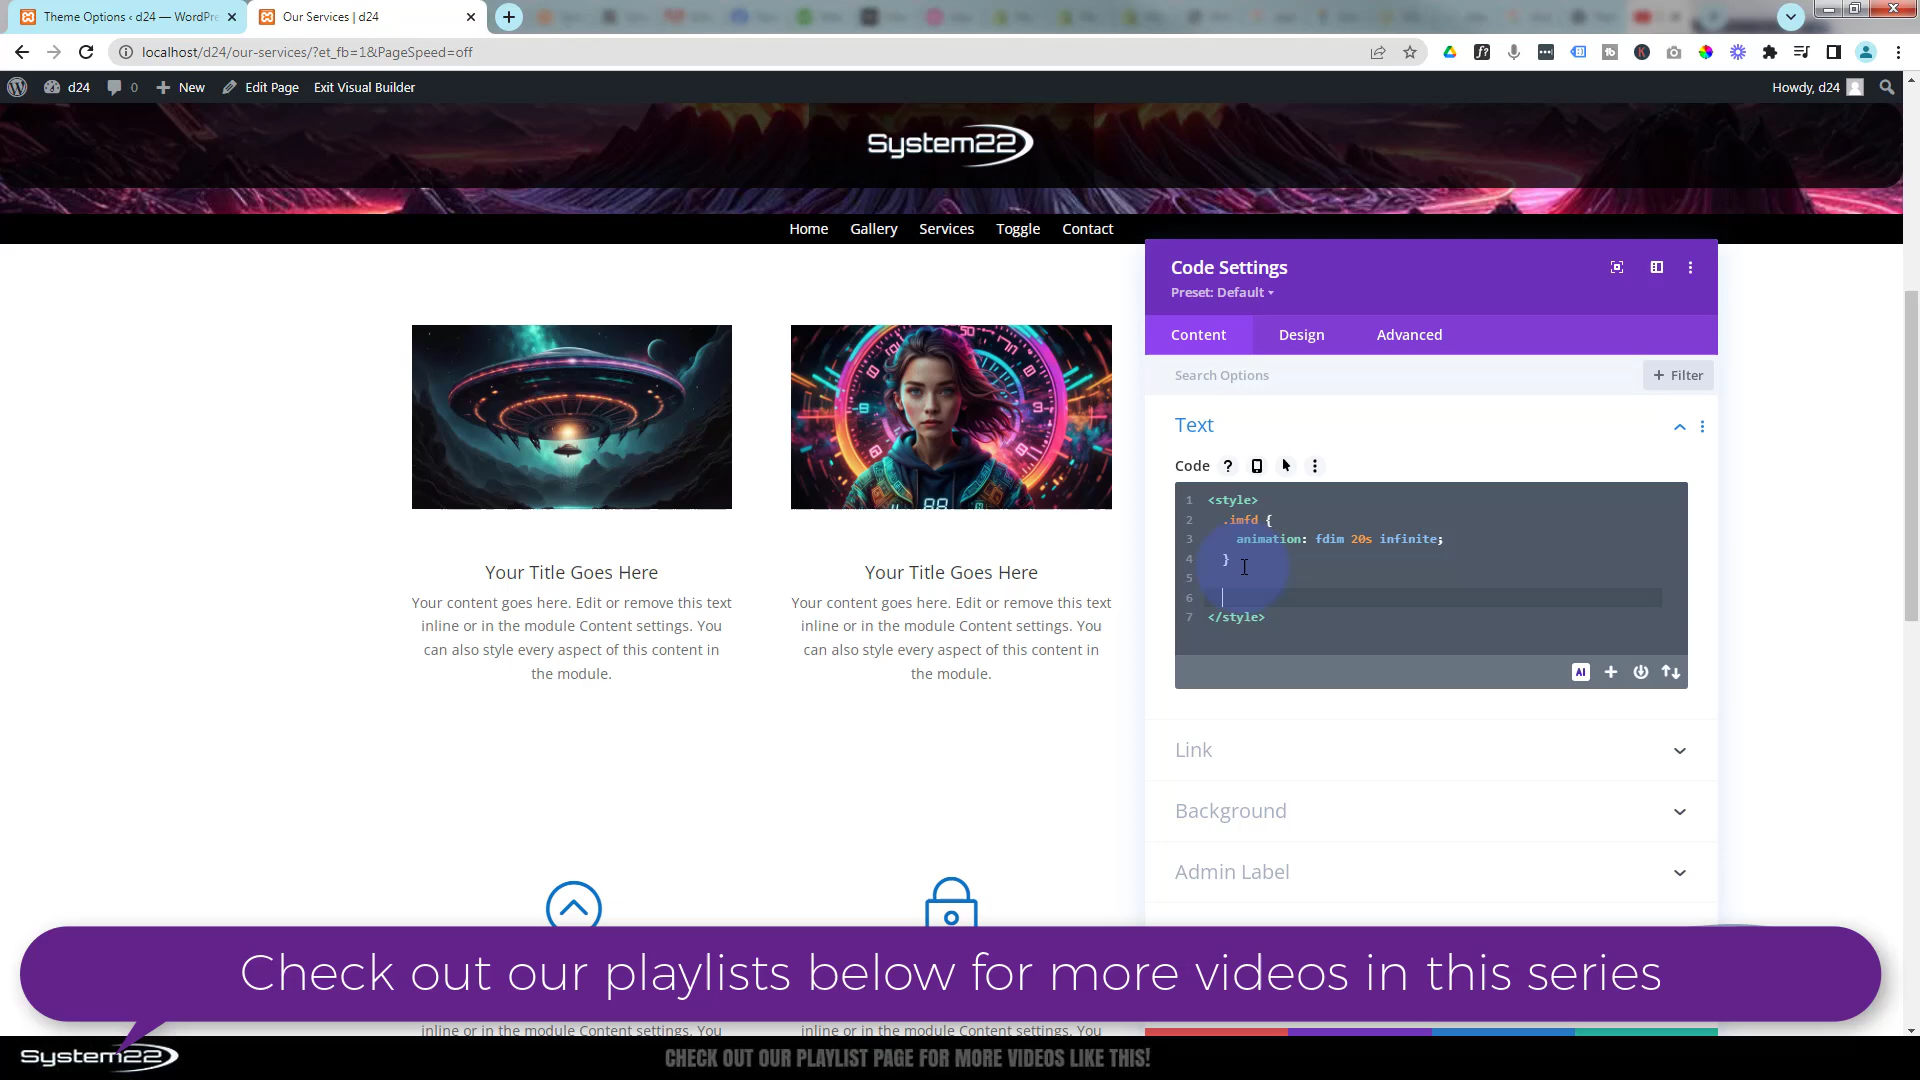 Theme Options ‹ d24 — WordPre
Our Services | d24
localhost/d24/our-services/?et_fb=1&PageSpeed=off
d24
0
New
Edit Page
Exit Visual Builder
Howdy, d24
System22
Home
Gallery
Services
Toggle
Contact
Your Title Goes Here
Your content goes here. Edit or remove this text
inline or in the module Content settings. You
can also style every aspect of this content in
the module.
Your Title Goes Here
Your content goes here. Edit or remove this text
inline or in the module Content settings. You
can also style every aspect of this content in
the module.
Code Settings
Preset: Default
Content
Design
Advanced
Search Options
+ Filter
Text
Code
?
1 <style>
2 .imfd {
3 animation: fdim 20s infinite;
4 }
5
6
7 </style>
AI
Link
Background
Admin Label
Check out our playlists below for more videos in this series
inline or in the module Content settings. You
inline or in the module Content settings. You
System22
CHECK OUT OUR PLAYLIST PAGE FOR MORE VIDEOS LIKE THIS!